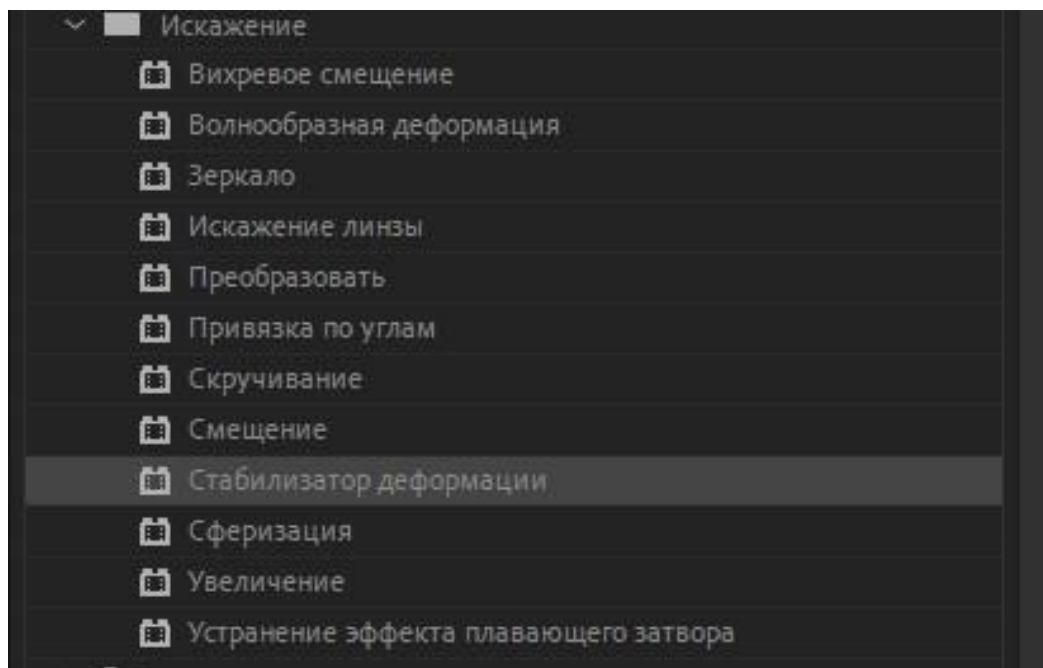 Искажение
Вихревое смещение
Волнообразная деформация
Зеркало
Искажение линзы
Преобразовать
Привязка по углам
Скручивание
Смещение
Стабилизатор деформации
Сферизация
Увеличение
Устранение эффекта плавающего затвора